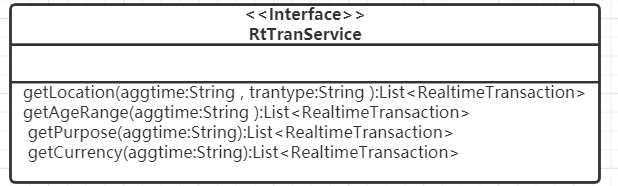 <<Interface>>
RtTranService
getLocation(aggtime:String , trantype:String ):List<RealtimeTransaction>
getAgeRange(aggtime:String ):List<RealtimeTransaction>
getPurpose(aggtime:String):List<RealtimeTransaction>
getCurrency(aggtime:String):List<RealtimeTransaction>